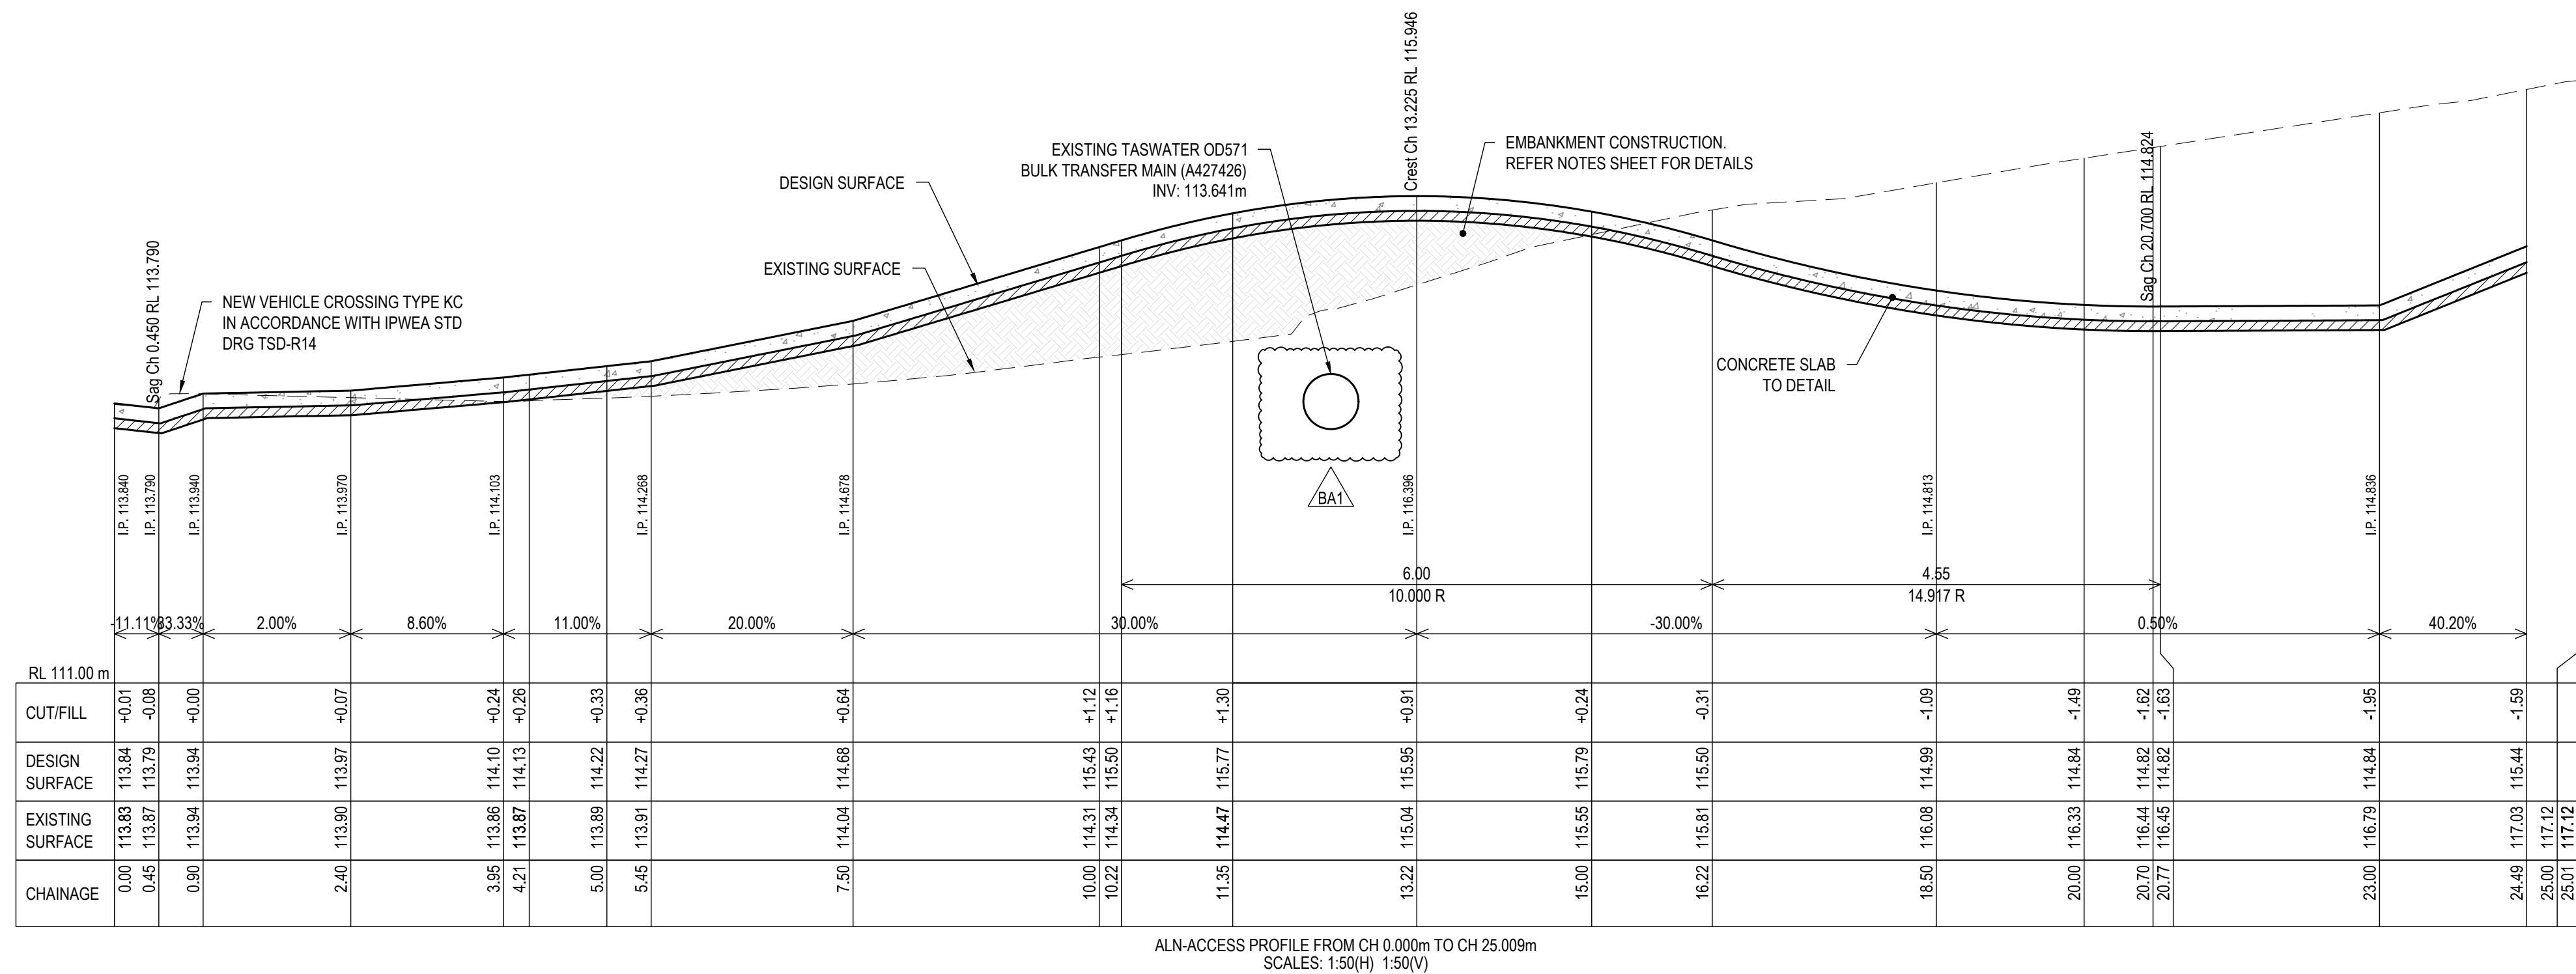 Crest Ch 13.225 RL 115.946
EXISTING TASWATER OD571
BULK TRANSFER MAIN (A427426)
INV: 113.641m
EMBANKMENT CONSTRUCTION.
REFER NOTES SHEET FOR DETAILS
DESIGN SURFACE
Sag Ch 20.700 RL 114.824
Sag Ch 0.450 RL 113.790
EXISTING SURFACE
NEW VEHICLE CROSSING TYPE KC
IN ACCORDANCE WITH IPWEA STD
DRG TSD-R14
CONCRETE SLAB
TO DETAIL
BA1
I.P. 113.840
I.P. 113.790
I.P. 113.940
I.P. 113.970
I.P. 114.103
I.P. 114.268
I.P. 114.678
I.P. 116.396
I.P. 114.813
I.P. 114.836
6.00
10.000 R
4.55
14.917 R
-11.11% 33.33% 2.00% 8.60% 11.00% 20.00% 30.00% -30.00% 0.50% 40.20%
RL 111.00 m
CUT/FILL +0.01 -0.08 +0.00 +0.07 +0.24 +0.26 +0.33 +0.36 +0.64 +1.12 +1.16 +1.30 +0.91 +0.24 -0.31 -1.09 -1.49 -1.62 -1.63 -1.95 -1.59
DESIGN
SURFACE 113.84 113.79 113.94 113.97 114.10 114.13 114.22 114.27 114.68 115.43 115.50 115.77 115.95 115.79 115.50 114.99 114.84 114.82 114.82 114.84 115.44
EXISTING
SURFACE 113.83 113.87 113.94 113.90 113.86 113.87 113.89 113.91 114.04 114.31 114.34 114.47 115.04 115.55 115.81 116.08 116.33 116.44 116.45 116.79 117.03 117.12 117.12
CHAINAGE 0.00 0.45 0.90 2.40 3.95 4.21 5.00 5.45 7.50 10.00 10.22 11.35 13.22 15.00 16.22 18.50 20.00 20.70 20.77 23.00 24.49 25.00 25.01
ALN-ACCESS PROFILE FROM CH 0.000m TO CH 25.009m
SCALES: 1:50(H) 1:50(V)